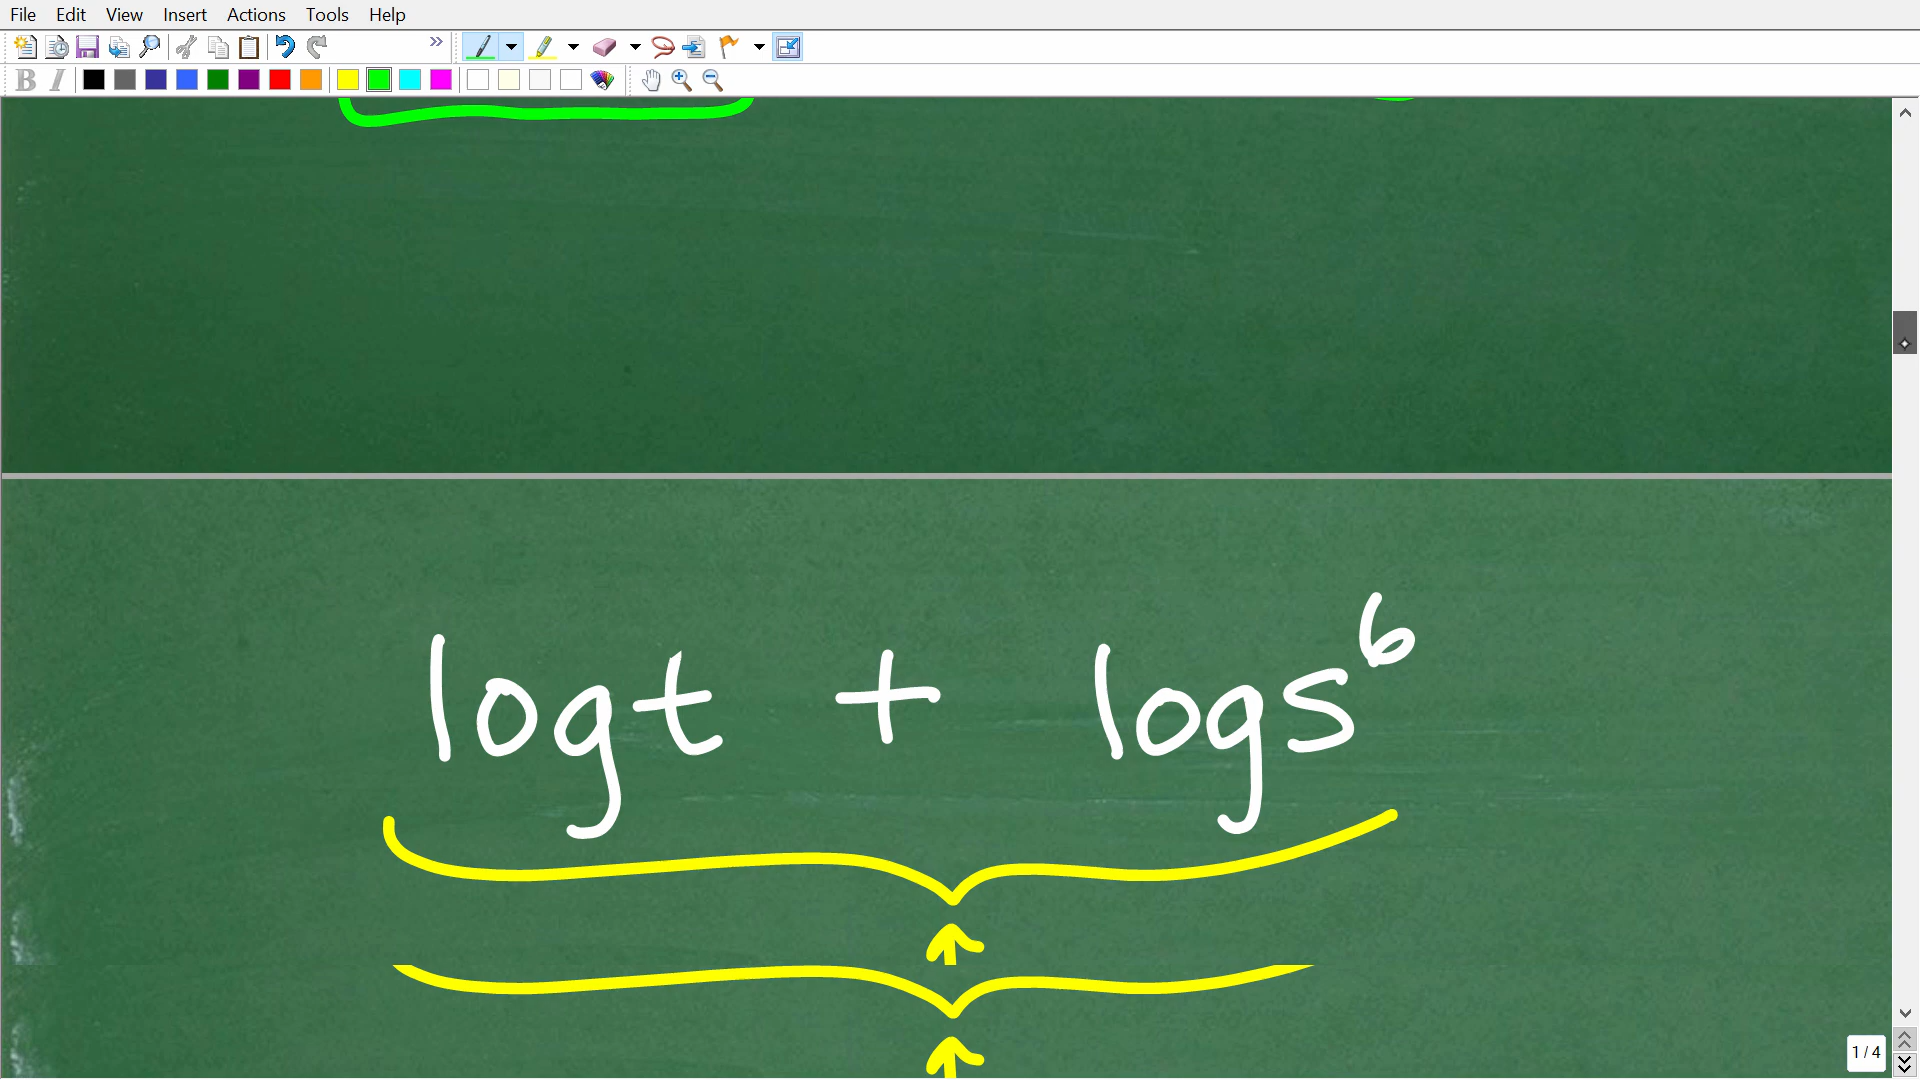 File Edit View Insert Actions Tools Help
B I
logt + logs⁶
1 / 4